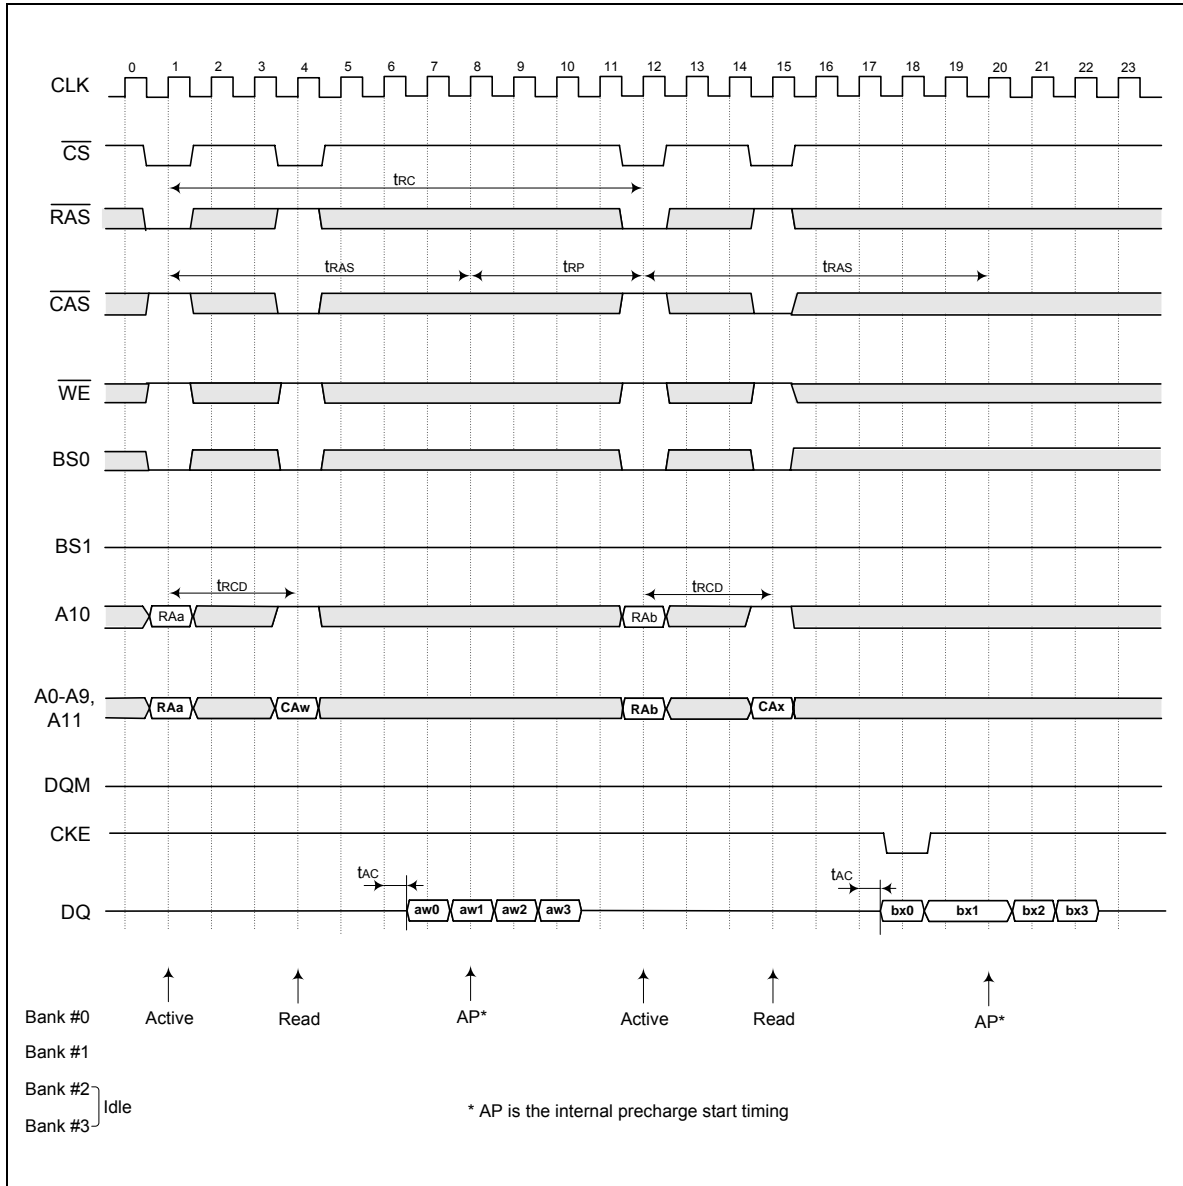 0 1 2 3 4 5 6 7 8 9 10 11 12 13 14 15 16 17 18 19 20 21 22 23
CLK
CS
tRC
RAS
tRAS tRP tRAS
CAS
WE
BS0
BS1
tRCD tRCD
A10 RAa RAb
A0-A9,
A11 RAa CAw RAb CAx
DQM
CKE
tAC tAC
DQ aw0 aw1 aw2 aw3 bx0 bx1 bx2 bx3
Bank #0 Active Read AP* Active Read AP*
Bank #1
Bank #2
Idle
Bank #3
* AP is the internal precharge start timing